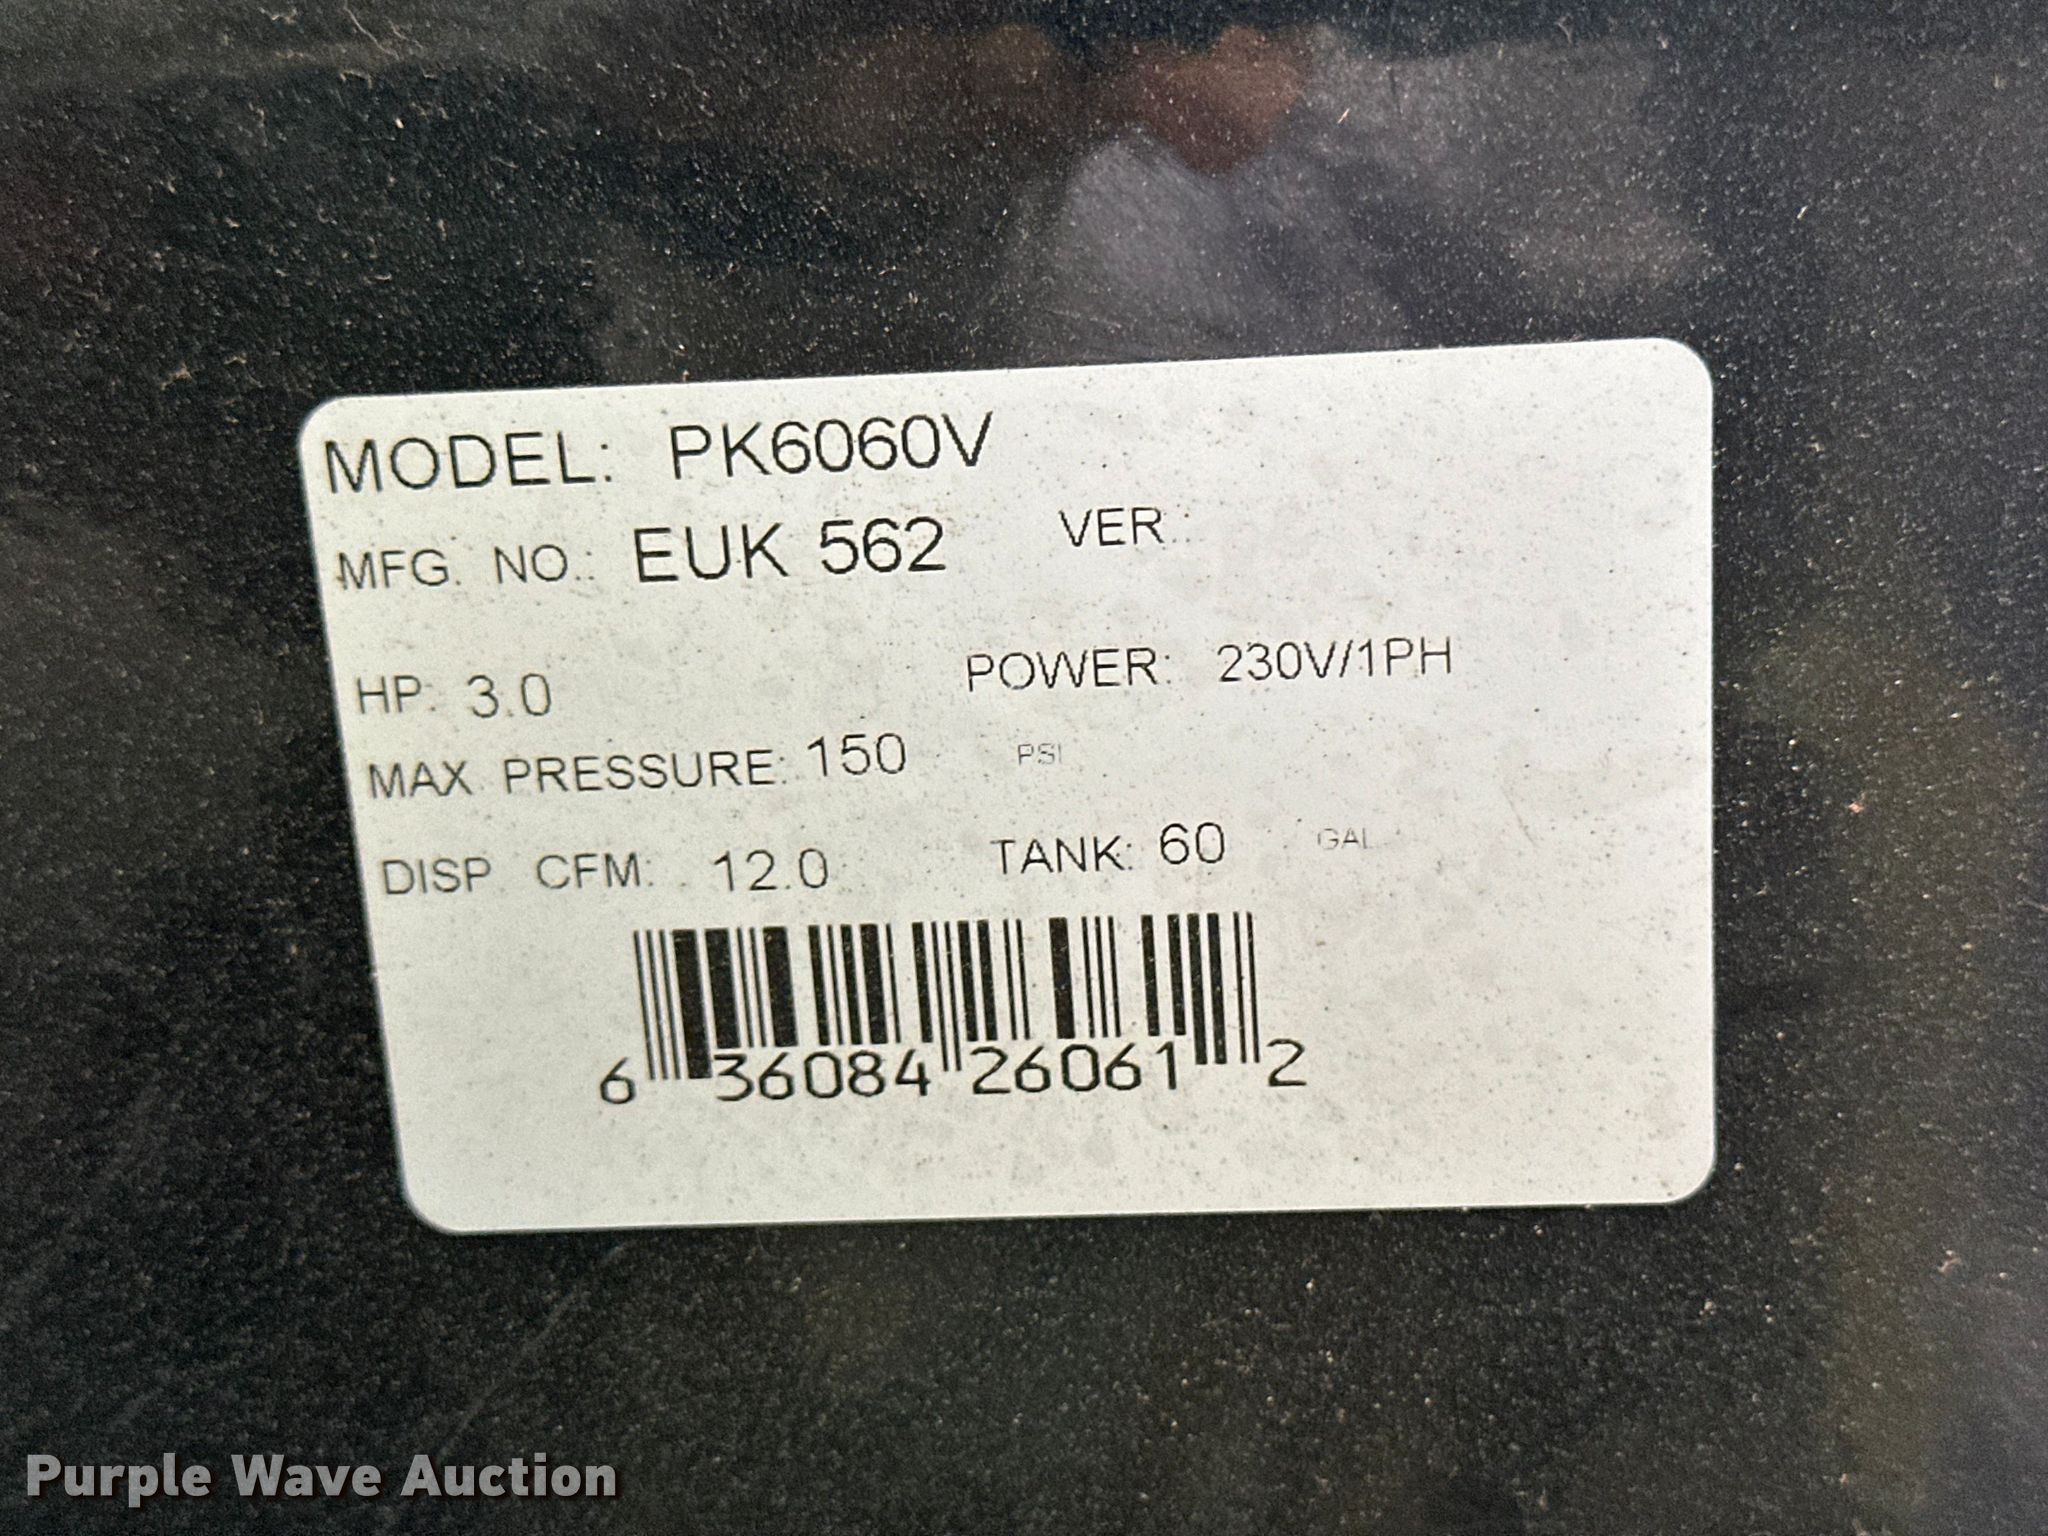 MODEL: PK6060V
MFG. NO.: EUK 562 VER.:
HP: 3.0 POWER: 230V/1PH
MAX PRESSURE: 150 PSI
DISP. CFM: 12.0 TANK: 60 GAL
6 36084 26061 2
Purple Wave Auction